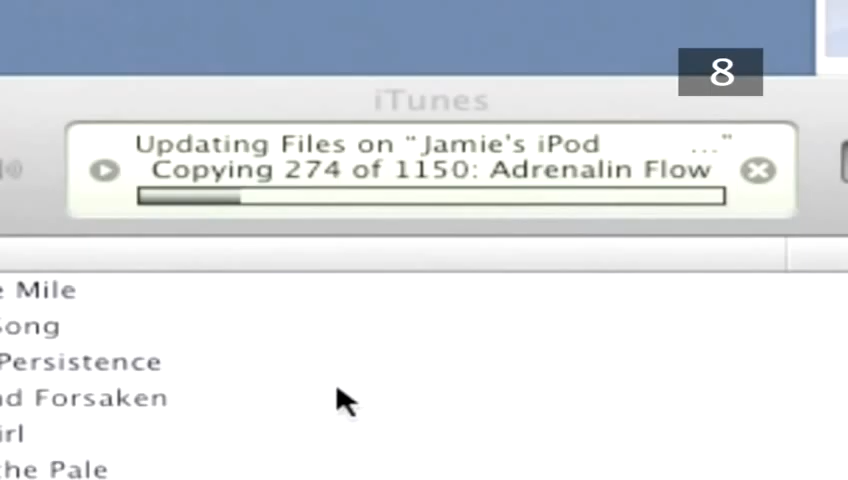 8
iTunes
Updating Files on "Jamie's iPod ..."
Copying 274 of 1150: Adrenalin Flow
e Mile
Song
Persistence
nd Forsaken
irl
the Pale